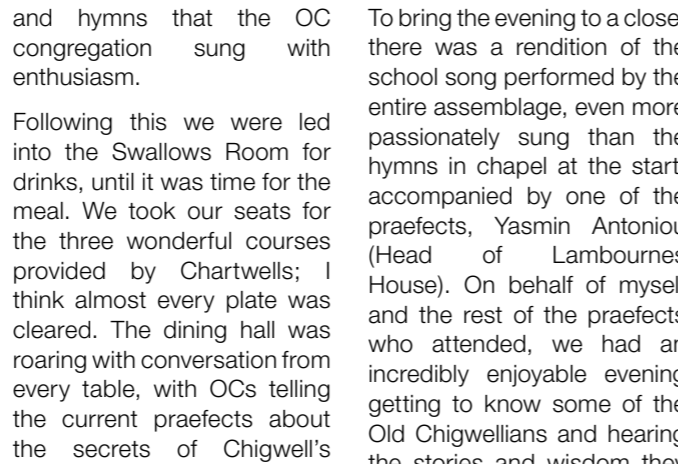 and hymns that the OC
congregation sung with
enthusiasm.
Following this we were led
into the Swallows Room for
drinks, until it was time for the
meal. We took our seats for
the three wonderful courses
provided by Chartwells; I
think almost every plate was
cleared. The dining hall was
roaring with conversation from
every table, with OCs telling
the current praefects about
the secrets of Chigwell’s
To bring the evening to a close
there was a rendition of the
school song performed by the
entire assemblage, even more
passionately sung than the
hymns in chapel at the start
accompanied by one of the
praefects, Yasmin Antoniou
(Head of Lambournes
House). On behalf of mysel
and the rest of the praefects
who attended, we had an
incredibly enjoyable evening
getting to know some of the
Old Chigwellians and hearing
the stories and wisdom they